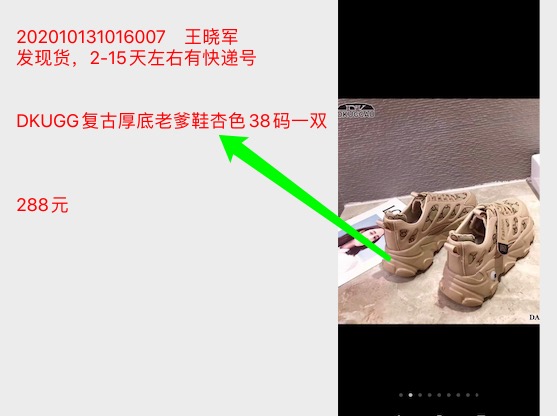 202010131016007 王晓军
发现货，2-15天左右有快递号
DKUGG复古厚底老爹鞋杏色38码一双
288元
DK
DKUGGAU
DA